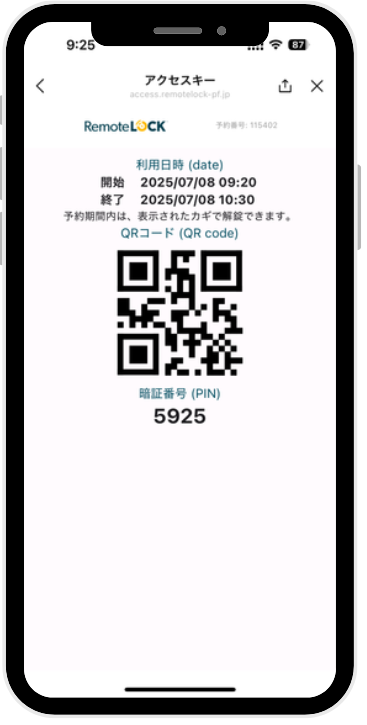 9:25
87
アクセスキー
access.remotelock-pf.jp
RemoteLOCK
予約番号: 115402
利用日時 (date)
開始 2025/07/08 09:20
終了 2025/07/08 10:30
予約期間内は、表示されたカギで解錠できます。
QRコード (QR code)
暗証番号 (PIN)
5925